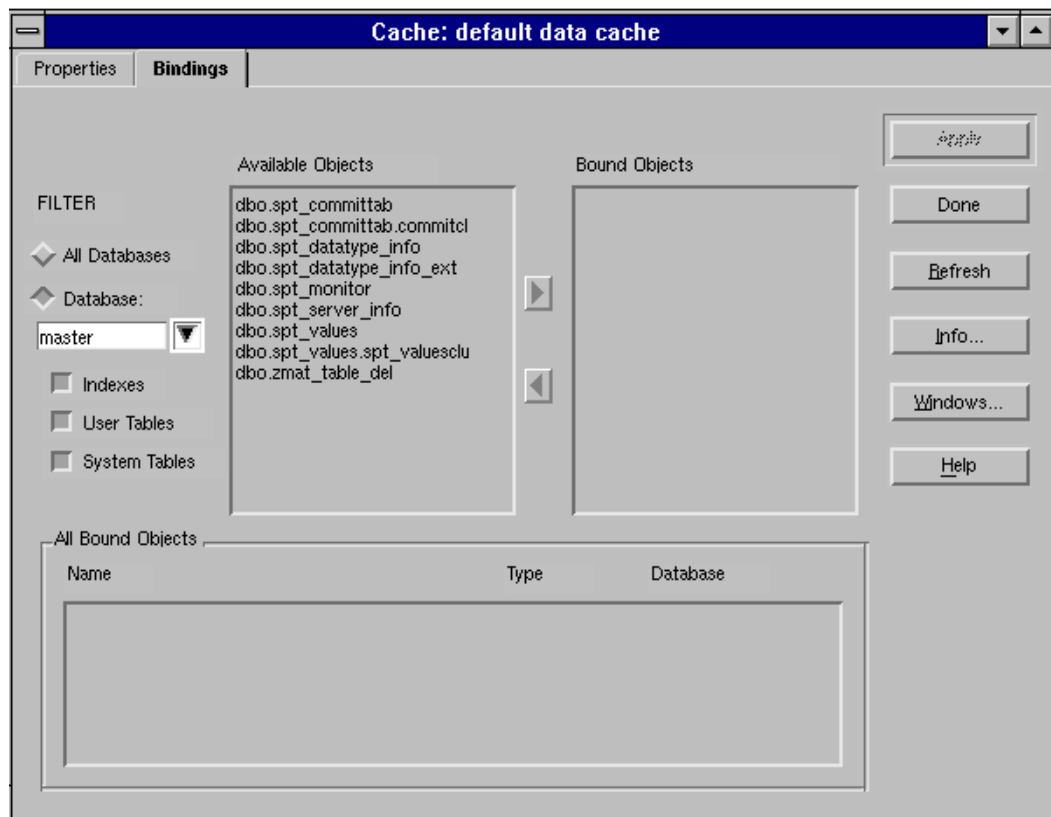 Cache: default data cache
Properties
Bindings
Apply
Available Objects
Bound Objects
FILTER
All Databases
Database:
master
Indexes
User Tables
System Tables
dbo.spt_committab
dbo.spt_committab.commitcl
dbo.spt_datatype_info
dbo.spt_datatype_info_ext
dbo.spt_monitor
dbo.spt_server_info
dbo.spt_values
dbo.spt_values.spt_valuesclu
dbo.zmat_table_del
Done
Refresh
Info...
Windows...
Help
All Bound Objects
Name
Type
Database